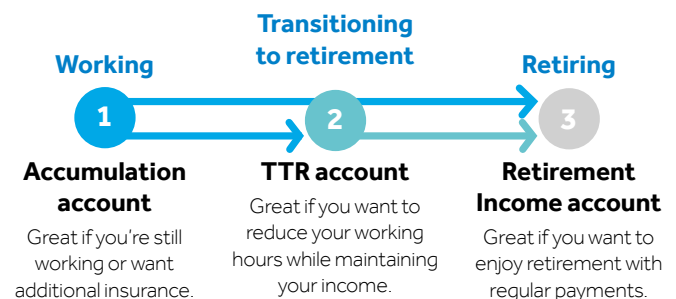 Working
Transitioning
to retirement
Retiring
1
2
3
Accumulation
account
Great if you're still
working or want
additional insurance.
TTR account
Great if you want to
reduce your working
hours while maintaining
your income.
Retirement
Income account
Great if you want to
enjoy retirement with
regular payments.